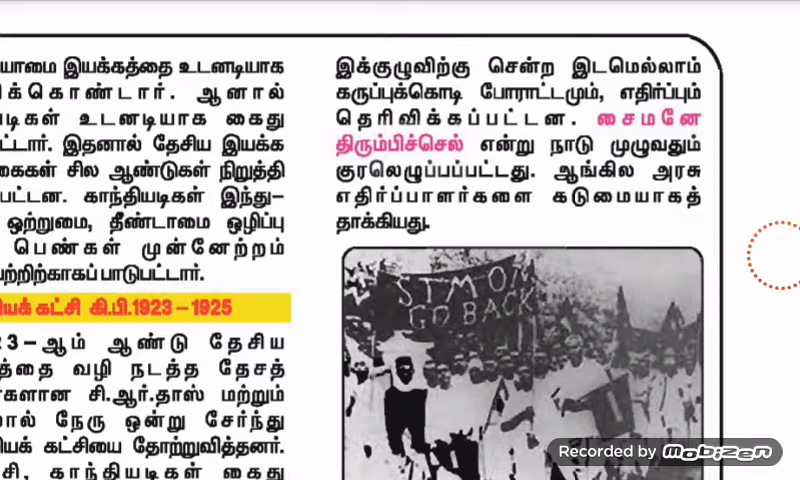 யாமை இயக்கத்தை உடனடியாக
க்கொண்டார். ஆனால்
டிகள் உடனடியாக கைது
ட்டார். இதனால் தேசிய இயக்க
கைகள் சில ஆண்டுகள் நிறுத்தி
பட்டன. காந்தியடிகள் இந்து–
ஒற்றுமை, தீண்டாமை ஒழிப்பு
பெண்கள் முன்னேற்றம்
வற்றிற்காகப் பாடுபட்டார்.
யக் கட்சி கி.பி.1923 – 1925
23 – ஆம் ஆண்டு தேசிய
த்தை வழி நடத்த தேசத்
ர்களான சி.ஆர்.தாஸ் மற்றும்
லால் நேரு ஒன்று சேர்ந்து
யக் கட்சியை தோற்றுவித்தனர்.
சி, காந்தியடிகள் கைது
இக்குழுவிற்கு சென்ற இடமெல்லாம்
கருப்புக்கொடி போராட்டமும், எதிர்ப்பும்
தெரிவிக்கப்பட்டன. சைமனே
திரும்பிச்செல் என்று நாடு முழுவதும்
குரலெழுப்பப்பட்டது. ஆங்கில அரசு
எதிர்ப்பாளர்களை கடுமையாகத்
தாக்கியது.
SIMON
GO BACK
Recorded by mobizen